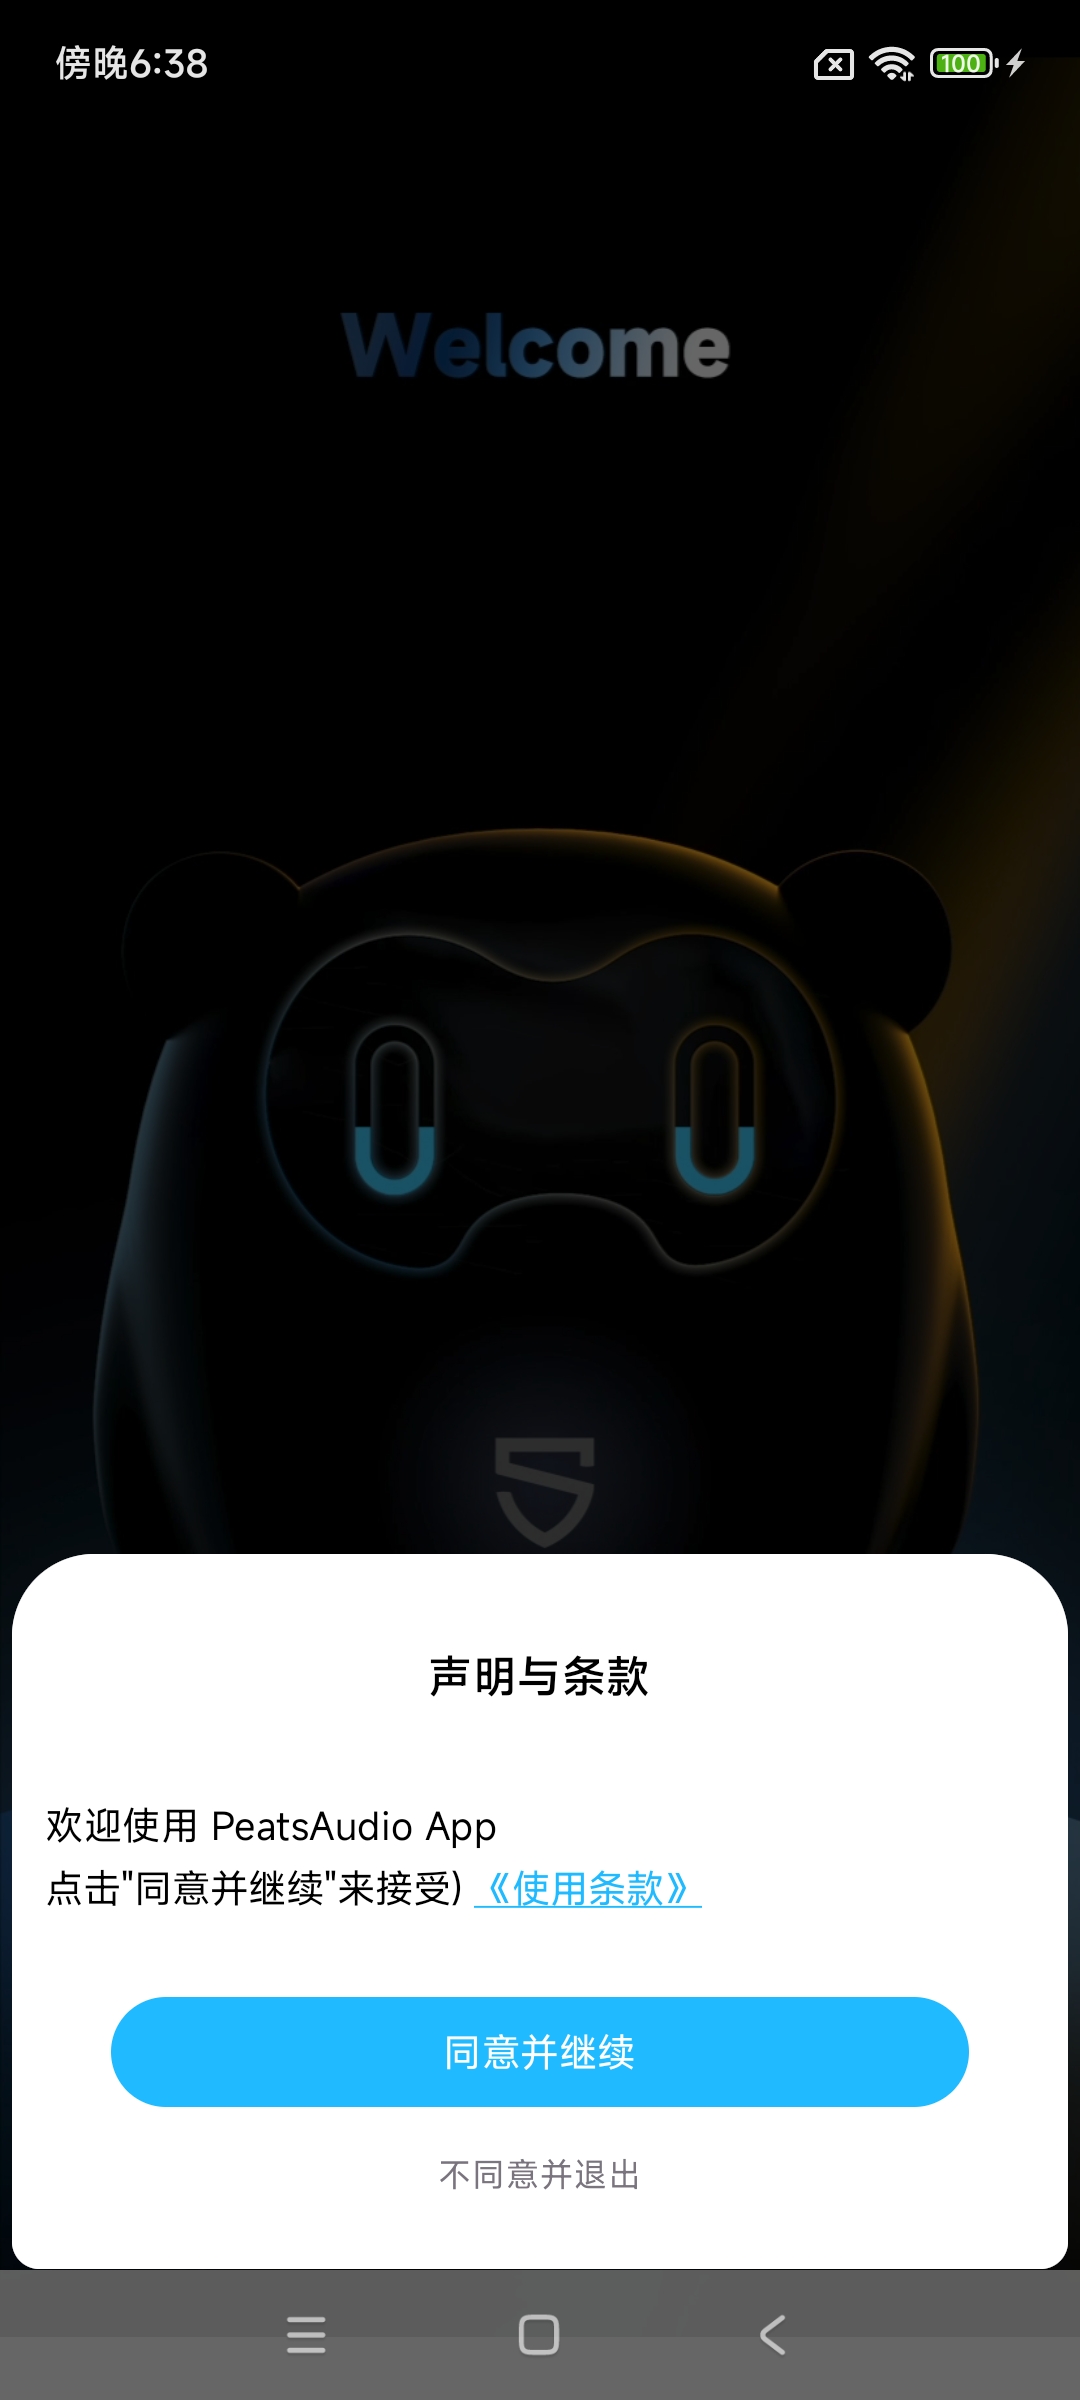 傍晚6:38
100
Welcome
声明与条款
欢迎使用 PeatsAudio App
点击"同意并继续"来接受) 《使用条款》
同意并继续
不同意并退出